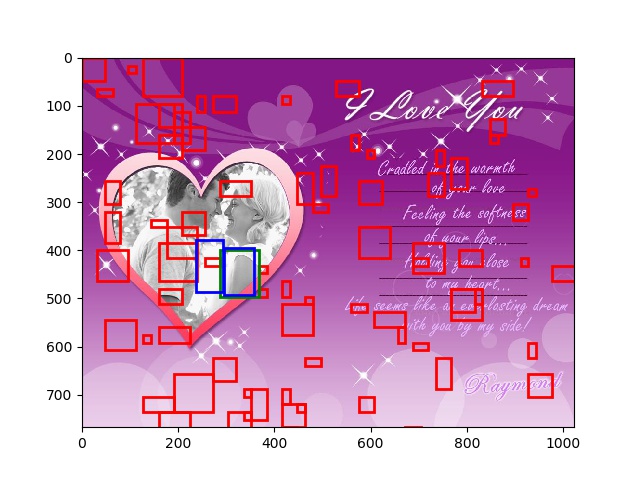 I Love You
Cradled in the warmth
of your love
Feeling the softness
of your lips...
Holding you close
to my heart...
Life seems like an everlasting dream
with you by my side!
Raymond
0
100
200
300
400
500
600
700
0 200 400 600 800 1000